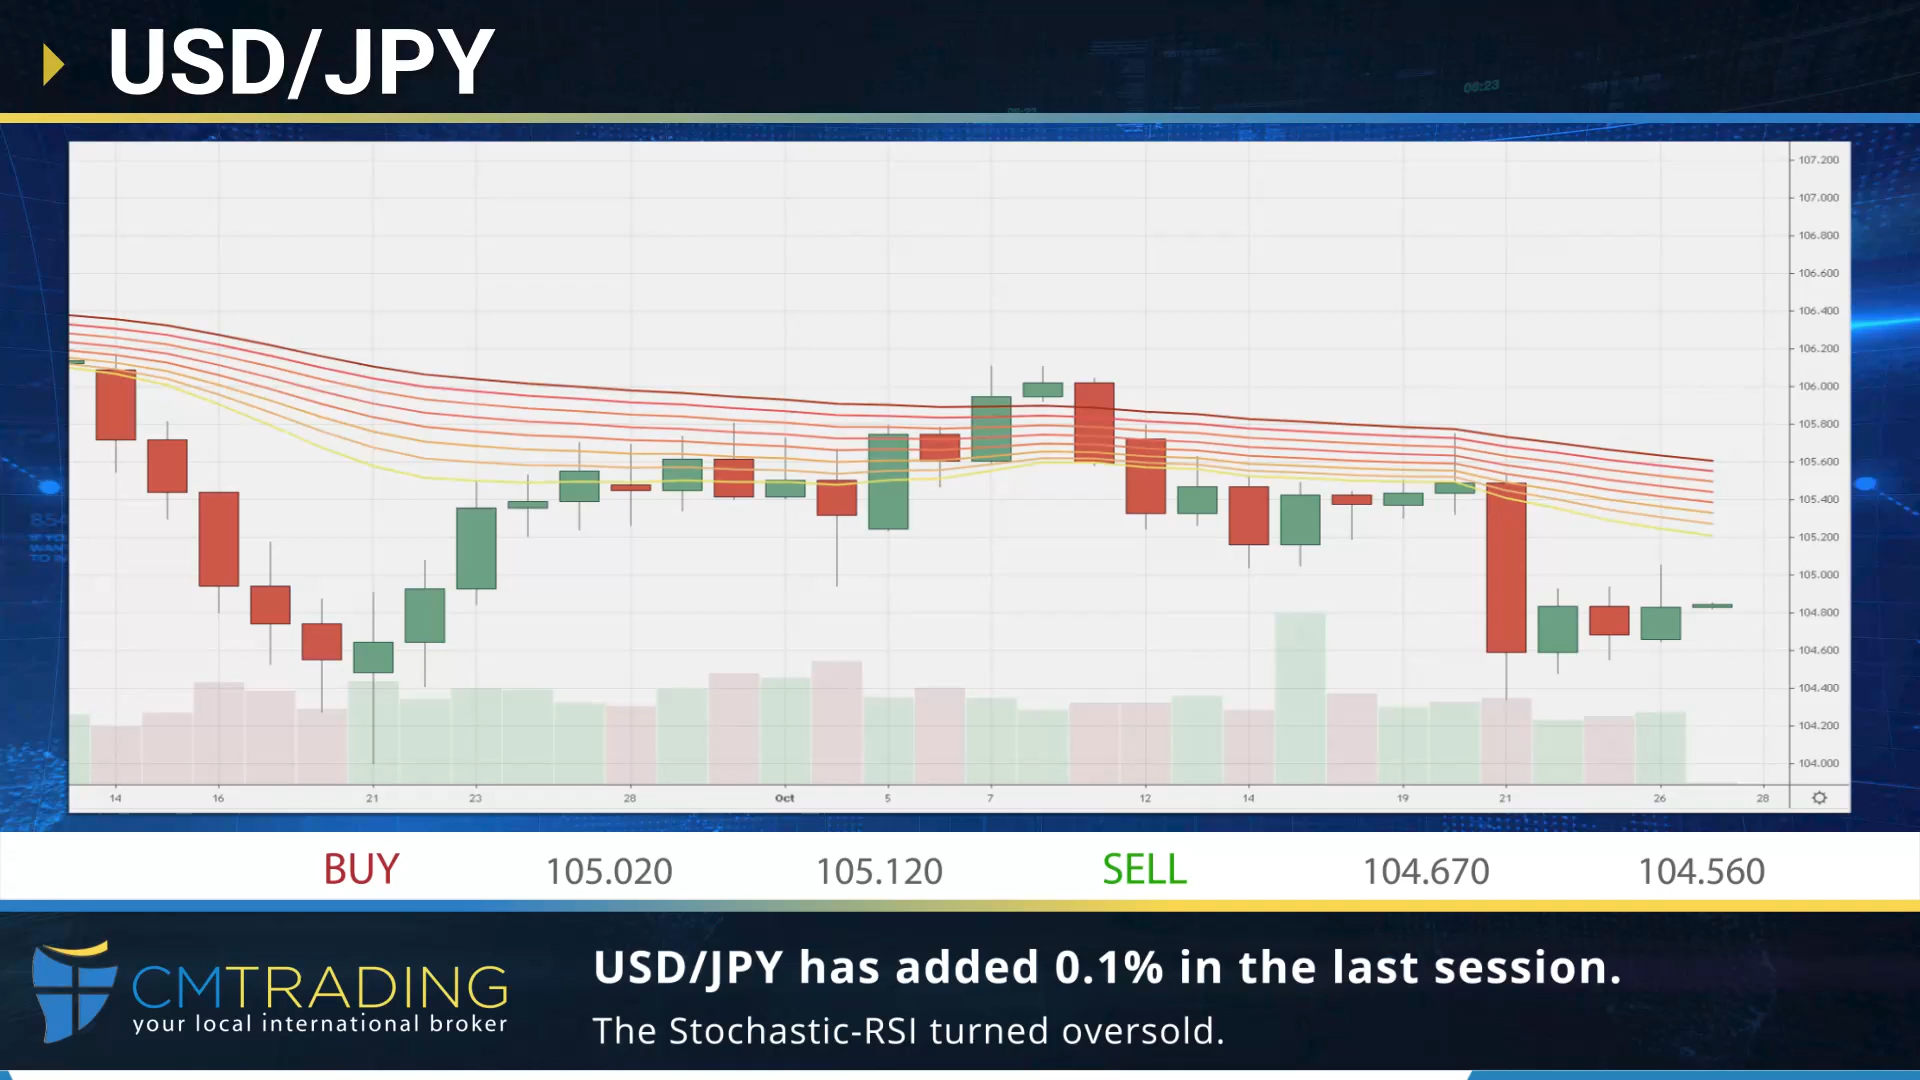 USD/JPY
06:23
107.200
107.000
106.800
106.600
106.400
106.200
106.000
105.800
105.600
105.400
105.200
105.000
104.800
104.600
104.400
104.200
104.000
14 16 21 23 28 Oct 5 7 12 14 19 21 26 28
BUY 105.020 105.120 SELL 104.670 104.560
CMTRADING
your local international broker
USD/JPY has added 0.1% in the last session.
The Stochastic-RSI turned oversold.